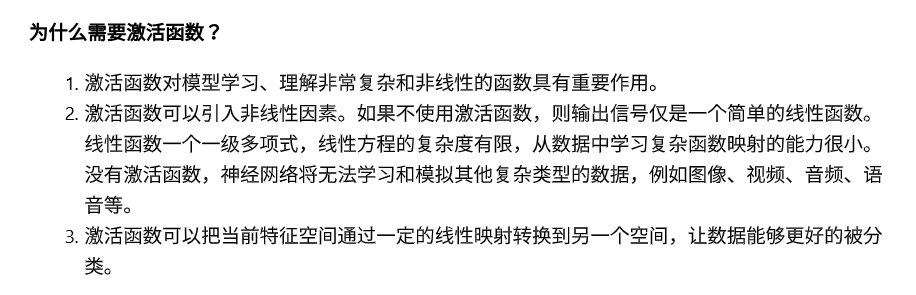 为什么需要激活函数？
1. 激活函数对模型学习、理解非常复杂和非线性的函数具有重要作用。
2. 激活函数可以引入非线性因素。如果不使用激活函数，则输出信号仅是一个简单的线性函数。
线性函数一个一级多项式，线性方程的复杂度有限，从数据中学习复杂函数映射的能力很小。
没有激活函数，神经网络将无法学习和模拟其他复杂类型的数据，例如图像、视频、音频、语
音等。
3. 激活函数可以把当前特征空间通过一定的线性映射转换到另一个空间，让数据能够更好的被分
类。